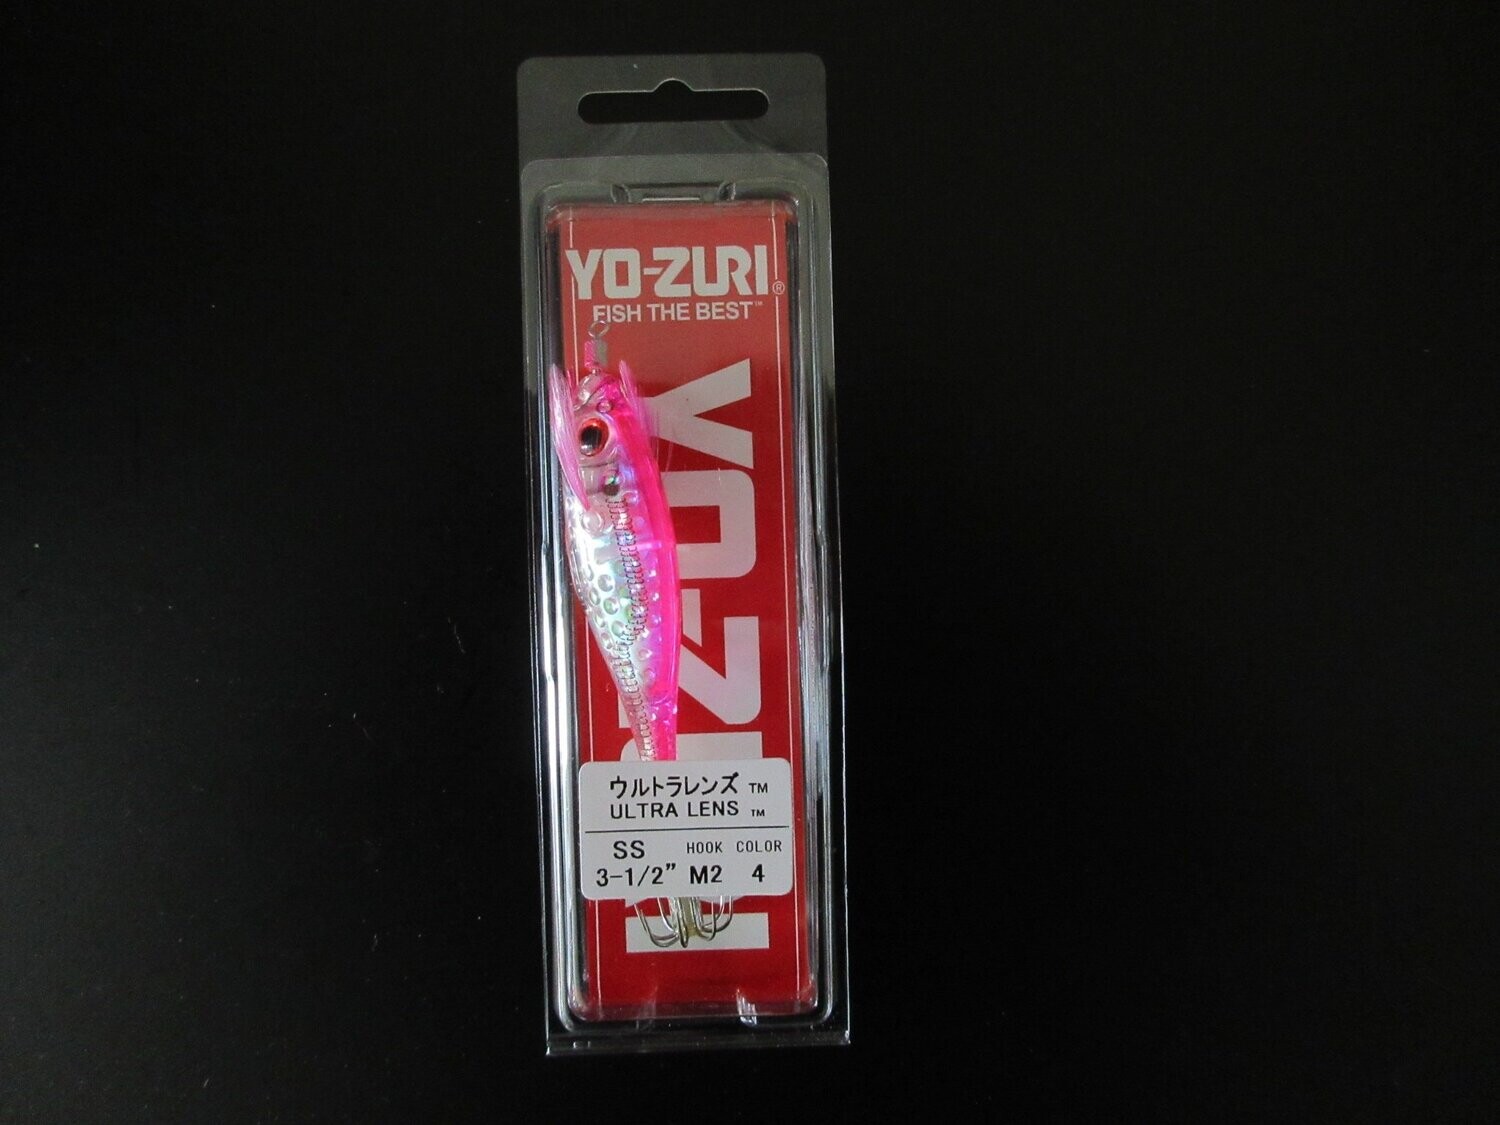 YO-ZURI®
FISH THE BEST™
YO-ZURI
ウルトラレンズ ™
ULTRA LENS ™
SS HOOK COLOR
3-1/2” M2 4